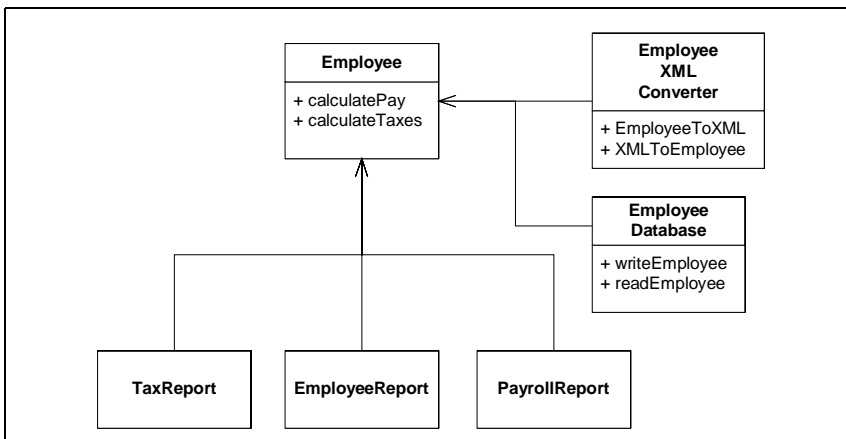 Employee
+ calculatePay
+ calculateTaxes
Employee
XML
Converter
+ EmployeeToXML
+ XMLToEmployee
Employee
Database
+ writeEmployee
+ readEmployee
TaxReport
EmployeeReport
PayrollReport